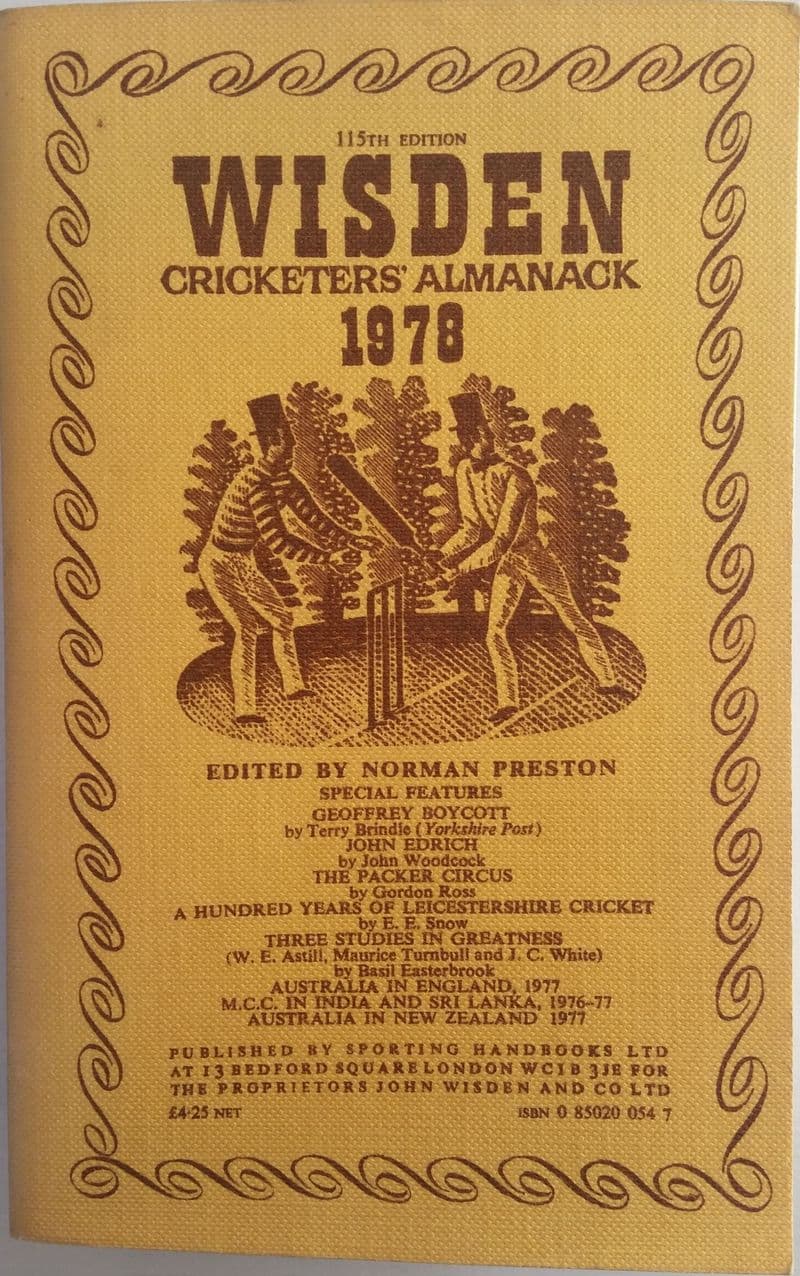 115TH EDITION
WISDEN
CRICKETERS' ALMANACK
1978
EDITED BY NORMAN PRESTON
SPECIAL FEATURES
GEOFFREY BOYCOTT
by Terry Brindle (Yorkshire Post)
JOHN EDRICH
by John Woodcock
THE PACKER CIRCUS
by Gordon Ross
A HUNDRED YEARS OF LEICESTERSHIRE CRICKET
by E. E. Snow
THREE STUDIES IN GREATNESS
(W. E. Astill, Maurice Turnbull and J. C. White)
by Basil Easterbrook
AUSTRALIA IN ENGLAND, 1977
M.C.C. IN INDIA AND SRI LANKA, 1976-77
AUSTRALIA IN NEW ZEALAND 1977
PUBLISHED BY SPORTING HANDBOOKS LTD
AT 13 BEDFORD SQUARE LONDON WC1B 3JE FOR
THE PROPRIETORS JOHN WISDEN AND CO LTD
£4·25 NET ISBN 0 85020 054 7